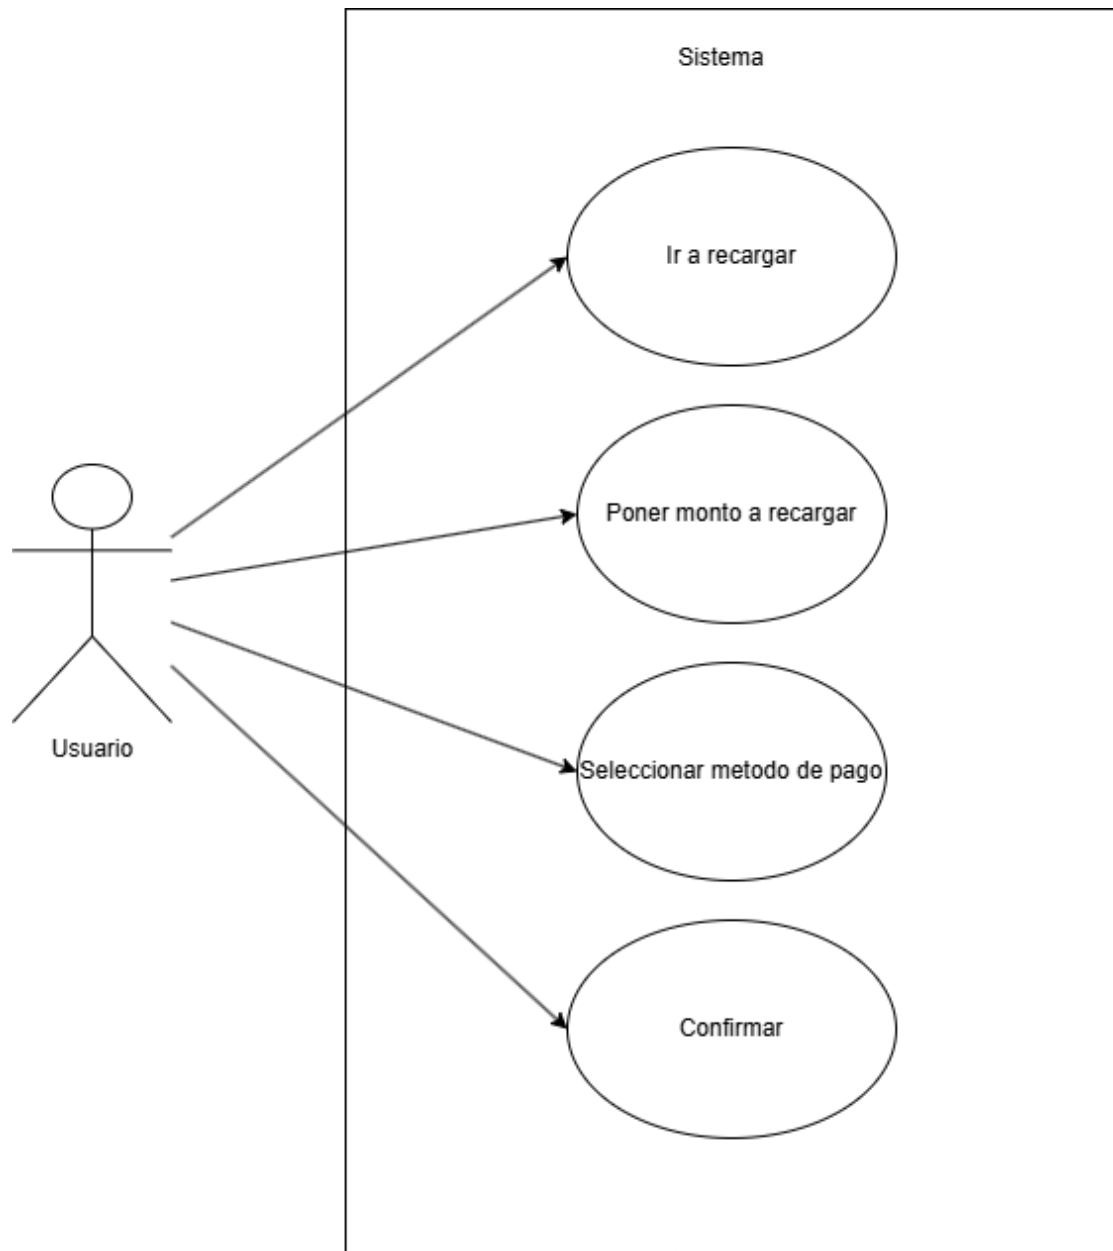 Sistema
Ir a recargar
Poner monto a recargar
Usuario
Seleccionar metodo de pago
Confirmar